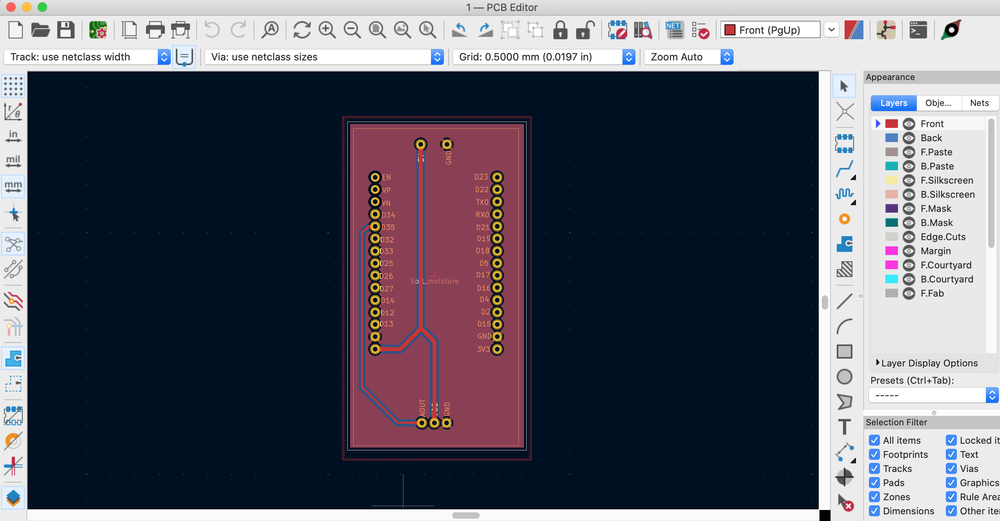 1 — PCB Editor
A
NET
Front (PgUp)
Track: use netclass width
Via: use netclass sizes
Grid: 0.5000 mm (0.0197 in)
Zoom Auto
Appearance
Layers
Obje...
Nets
r θ
in
mil
mm
Front
Back
F.Paste
B.Paste
F.Silkscreen
B.Silkscreen
F.Mask
B.Mask
Edge.Cuts
Margin
F.Courtyard
B.Courtyard
F.Fab
GND
EN
VP
VN
D34
D35
D32
D33
D25
D26
D27
D14
D12
D13
D23
D22
TX0
RX0
D21
D19
D18
D5
D17
D16
D4
D2
D15
GND
3V3
Soil_moisture
AOUT
GND
T
Layer Display Options
Presets (Ctrl+Tab):
-----
Selection Filter
All items
Locked it
Footprints
Text
Tracks
Vias
Pads
Graphics
Zones
Rule Area
Dimensions
Other ite